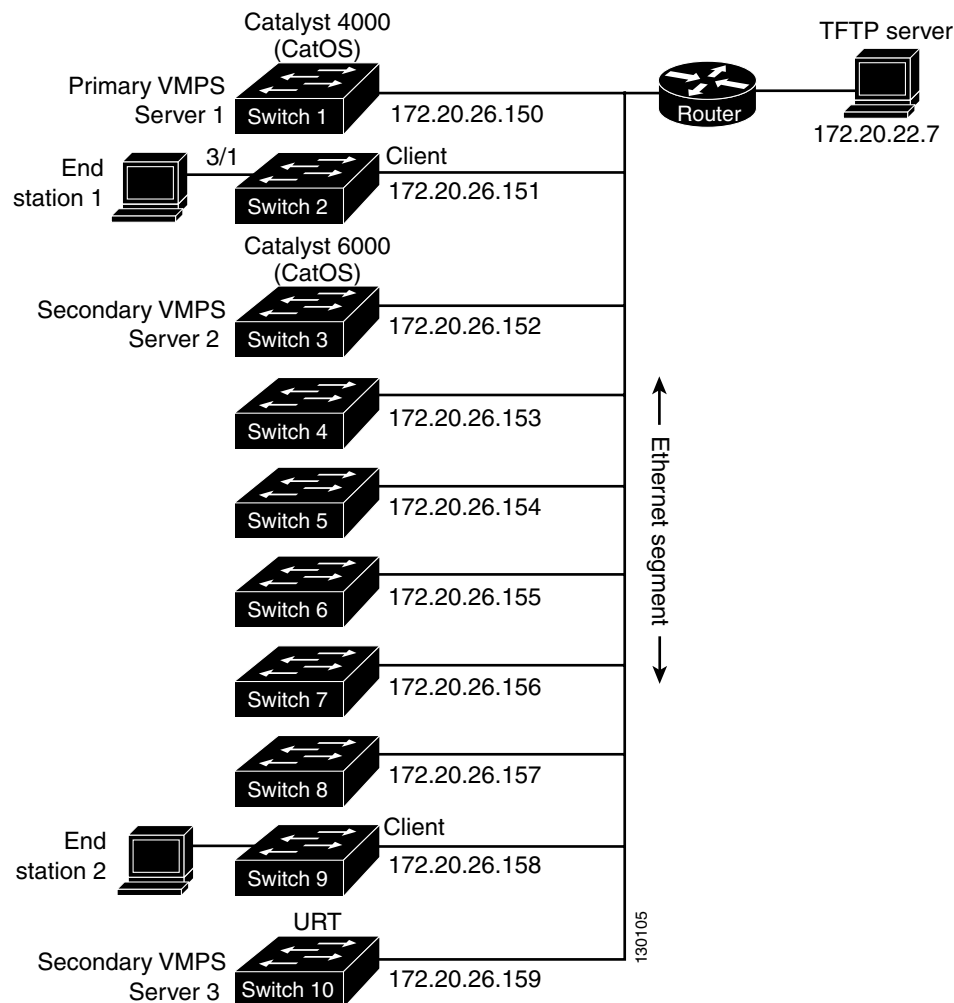 Catalyst 4000
(CatOS)
TFTP server
Primary VMPS
Server 1
Switch 1
172.20.26.150
Router
172.20.22.7
End
station 1
3/1
Switch 2
Client
172.20.26.151
Catalyst 6000
(CatOS)
Secondary VMPS
Server 2
Switch 3
172.20.26.152
Switch 4
172.20.26.153
Switch 5
172.20.26.154
Ethernet segment
Switch 6
172.20.26.155
Switch 7
172.20.26.156
Switch 8
172.20.26.157
End
station 2
Switch 9
Client
172.20.26.158
URT
Secondary VMPS
Server 3
Switch 10
172.20.26.159
130105